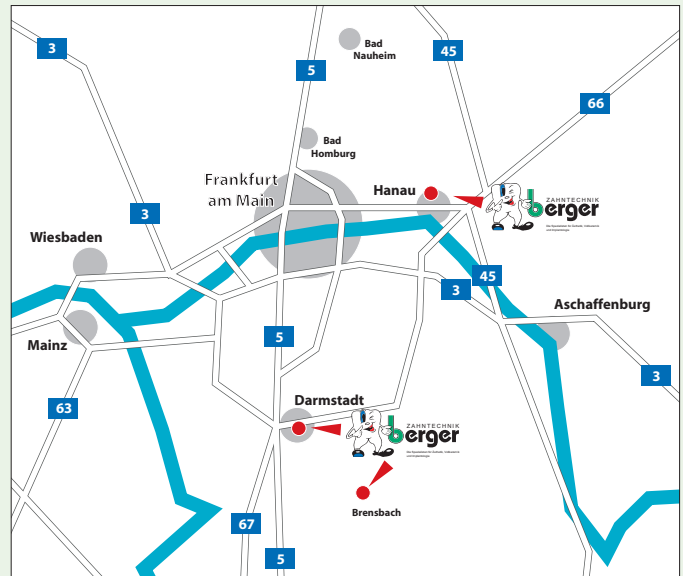 3
Bad
Nauheim
45
5
66
Bad
Homburg
Frankfurt
am Main
Hanau
ZAHNTECHNIK
berger
3
Wiesbaden
45
3
Aschaffenburg
Mainz
5
3
63
Darmstadt
ZAHNTECHNIK
berger
Brensbach
67
5